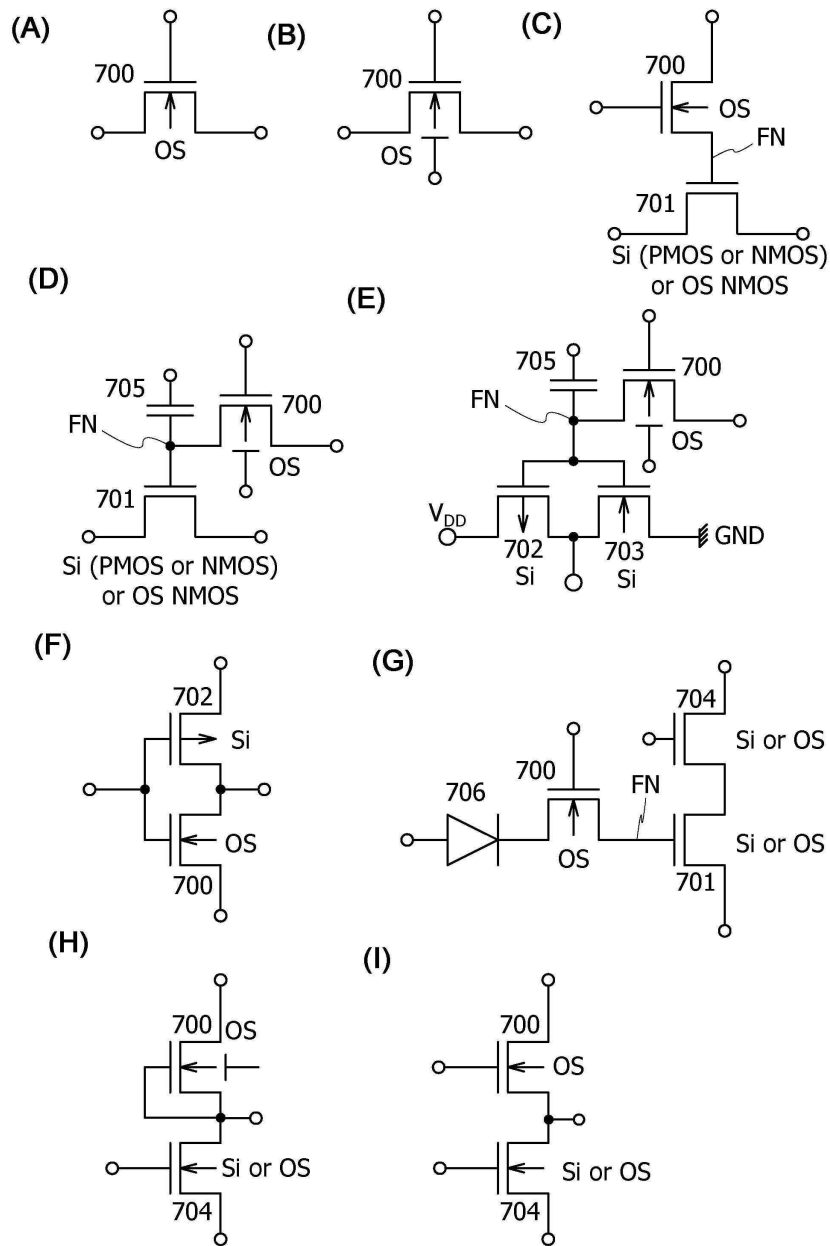 (A)
700
OS
(B)
700
OS
(C)
700
OS
FN
701
Si (PMOS or NMOS)
or OS NMOS
(D)
705
700
FN
OS
701
Si (PMOS or NMOS)
or OS NMOS
(E)
705
700
FN
OS
VDD
702
Si
703
Si
GND
(F)
702
Si
OS
700
(G)
704
Si or OS
700
706
FN
OS
Si or OS
701
(H)
700
OS
Si or OS
704
(I)
700
OS
Si or OS
704